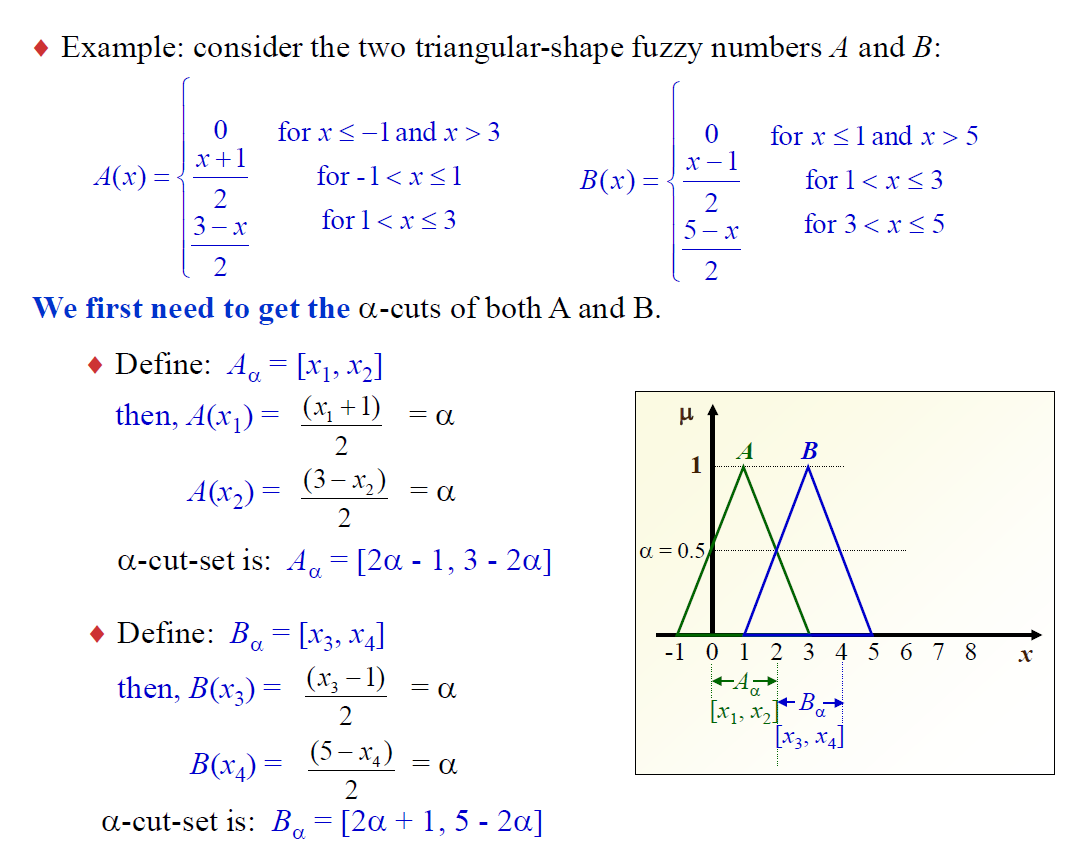 ♦ Example: consider the two triangular-shape fuzzy numbers A and B:
A(x) = { 0 for x ≤ −1 and x > 3
x + 1 / 2 for -1 < x ≤ 1
3 − x / 2 for 1 < x ≤ 3
B(x) = { 0 for x ≤ 1 and x > 5
x − 1 / 2 for 1 < x ≤ 3
5 − x / 2 for 3 < x ≤ 5
We first need to get the α-cuts of both A and B.
♦ Define: Aα = [x1, x2]
then, A(x1) = (x1 + 1) / 2 = α
A(x2) = (3 − x2) / 2 = α
α-cut-set is: Aα = [2α - 1, 3 - 2α]
♦ Define: Bα = [x3, x4]
then, B(x3) = (x3 − 1) / 2 = α
B(x4) = (5 − x4) / 2 = α
α-cut-set is: Bα = [2α + 1, 5 - 2α]
μ
A B
1
α = 0.5
-1 0 1 2 3 4 5 6 7 8 x
Aα
[x1, x2]
Bα
[x3, x4]